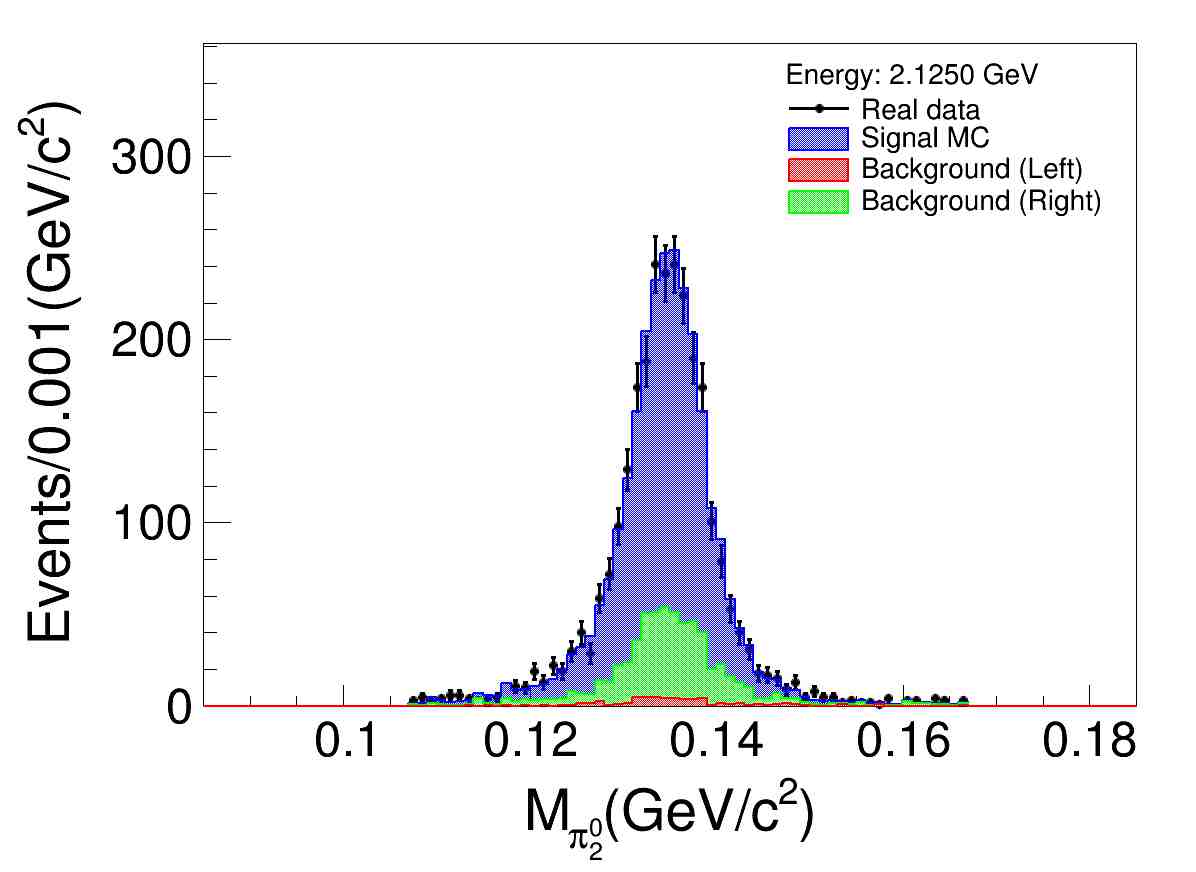 Energy: 2.1250 GeV
Real data
Signal MC
Background (Left)
Background (Right)
Events/0.001(GeV/c²)
300
200
100
0
0.1 0.12 0.14 0.16 0.18
M_{π⁰₂}(GeV/c²)